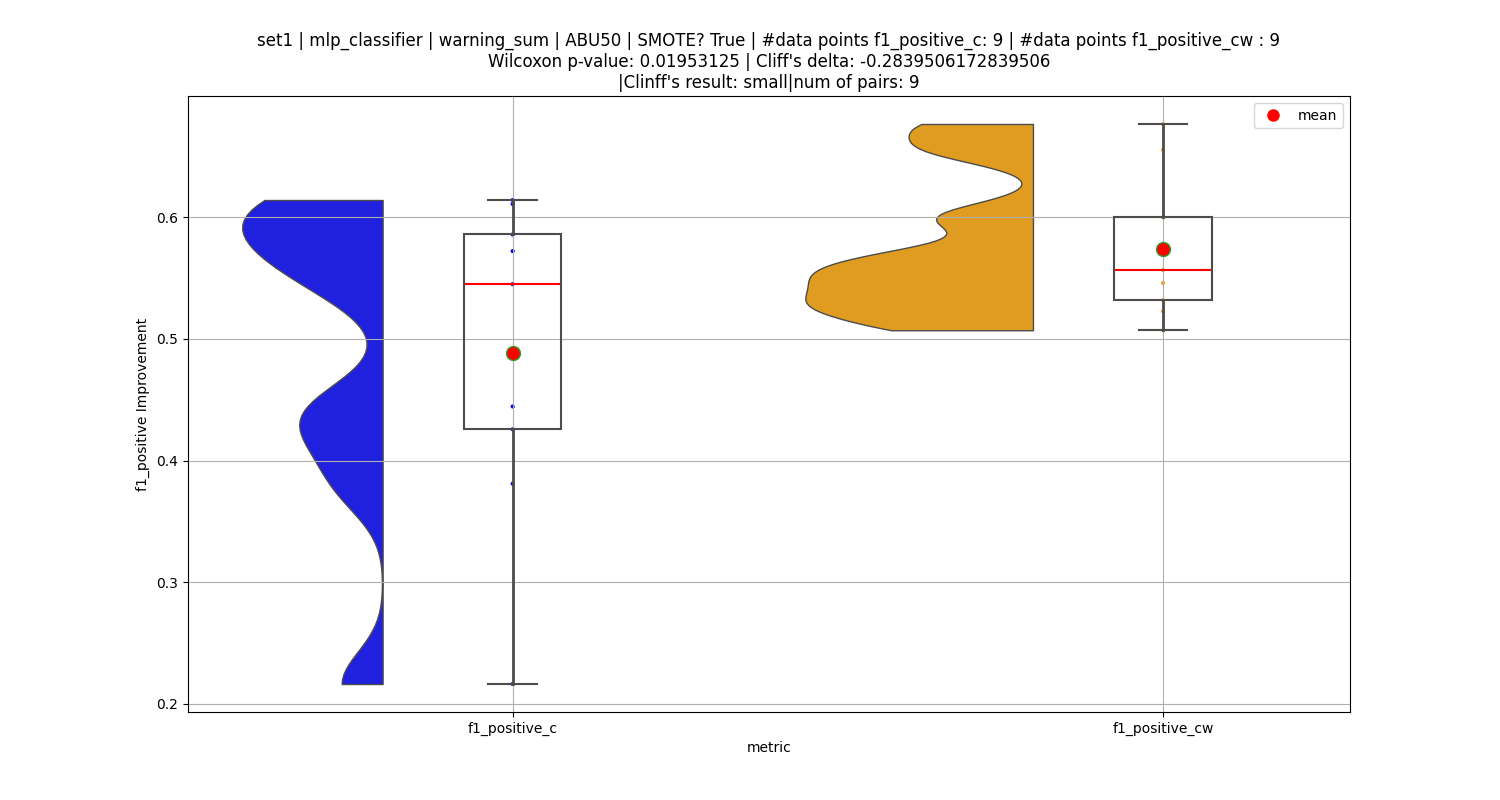 set1 | mlp_classifier | warning_sum | ABU50 | SMOTE? True | #data points f1_positive_c: 9 | #data points f1_positive_cw : 9
Wilcoxon p-value: 0.01953125 | Cliff's delta: -0.2839506172839506
|Clinff's result: small|num of pairs: 9
mean
0.6
0.5
0.4
0.3
0.2
f1_positive Improvement
f1_positive_c
f1_positive_cw
metric